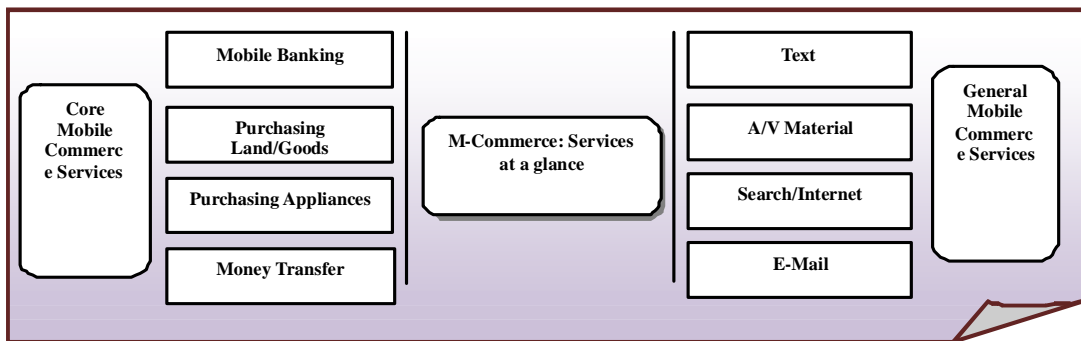 Core
Mobile
Commerc
e Services
Mobile Banking
Purchasing
Land/Goods
Purchasing Appliances
Money Transfer
M-Commerce: Services
at a glance
Text
A/V Material
Search/Internet
E-Mail
General
Mobile
Commerc
e Services